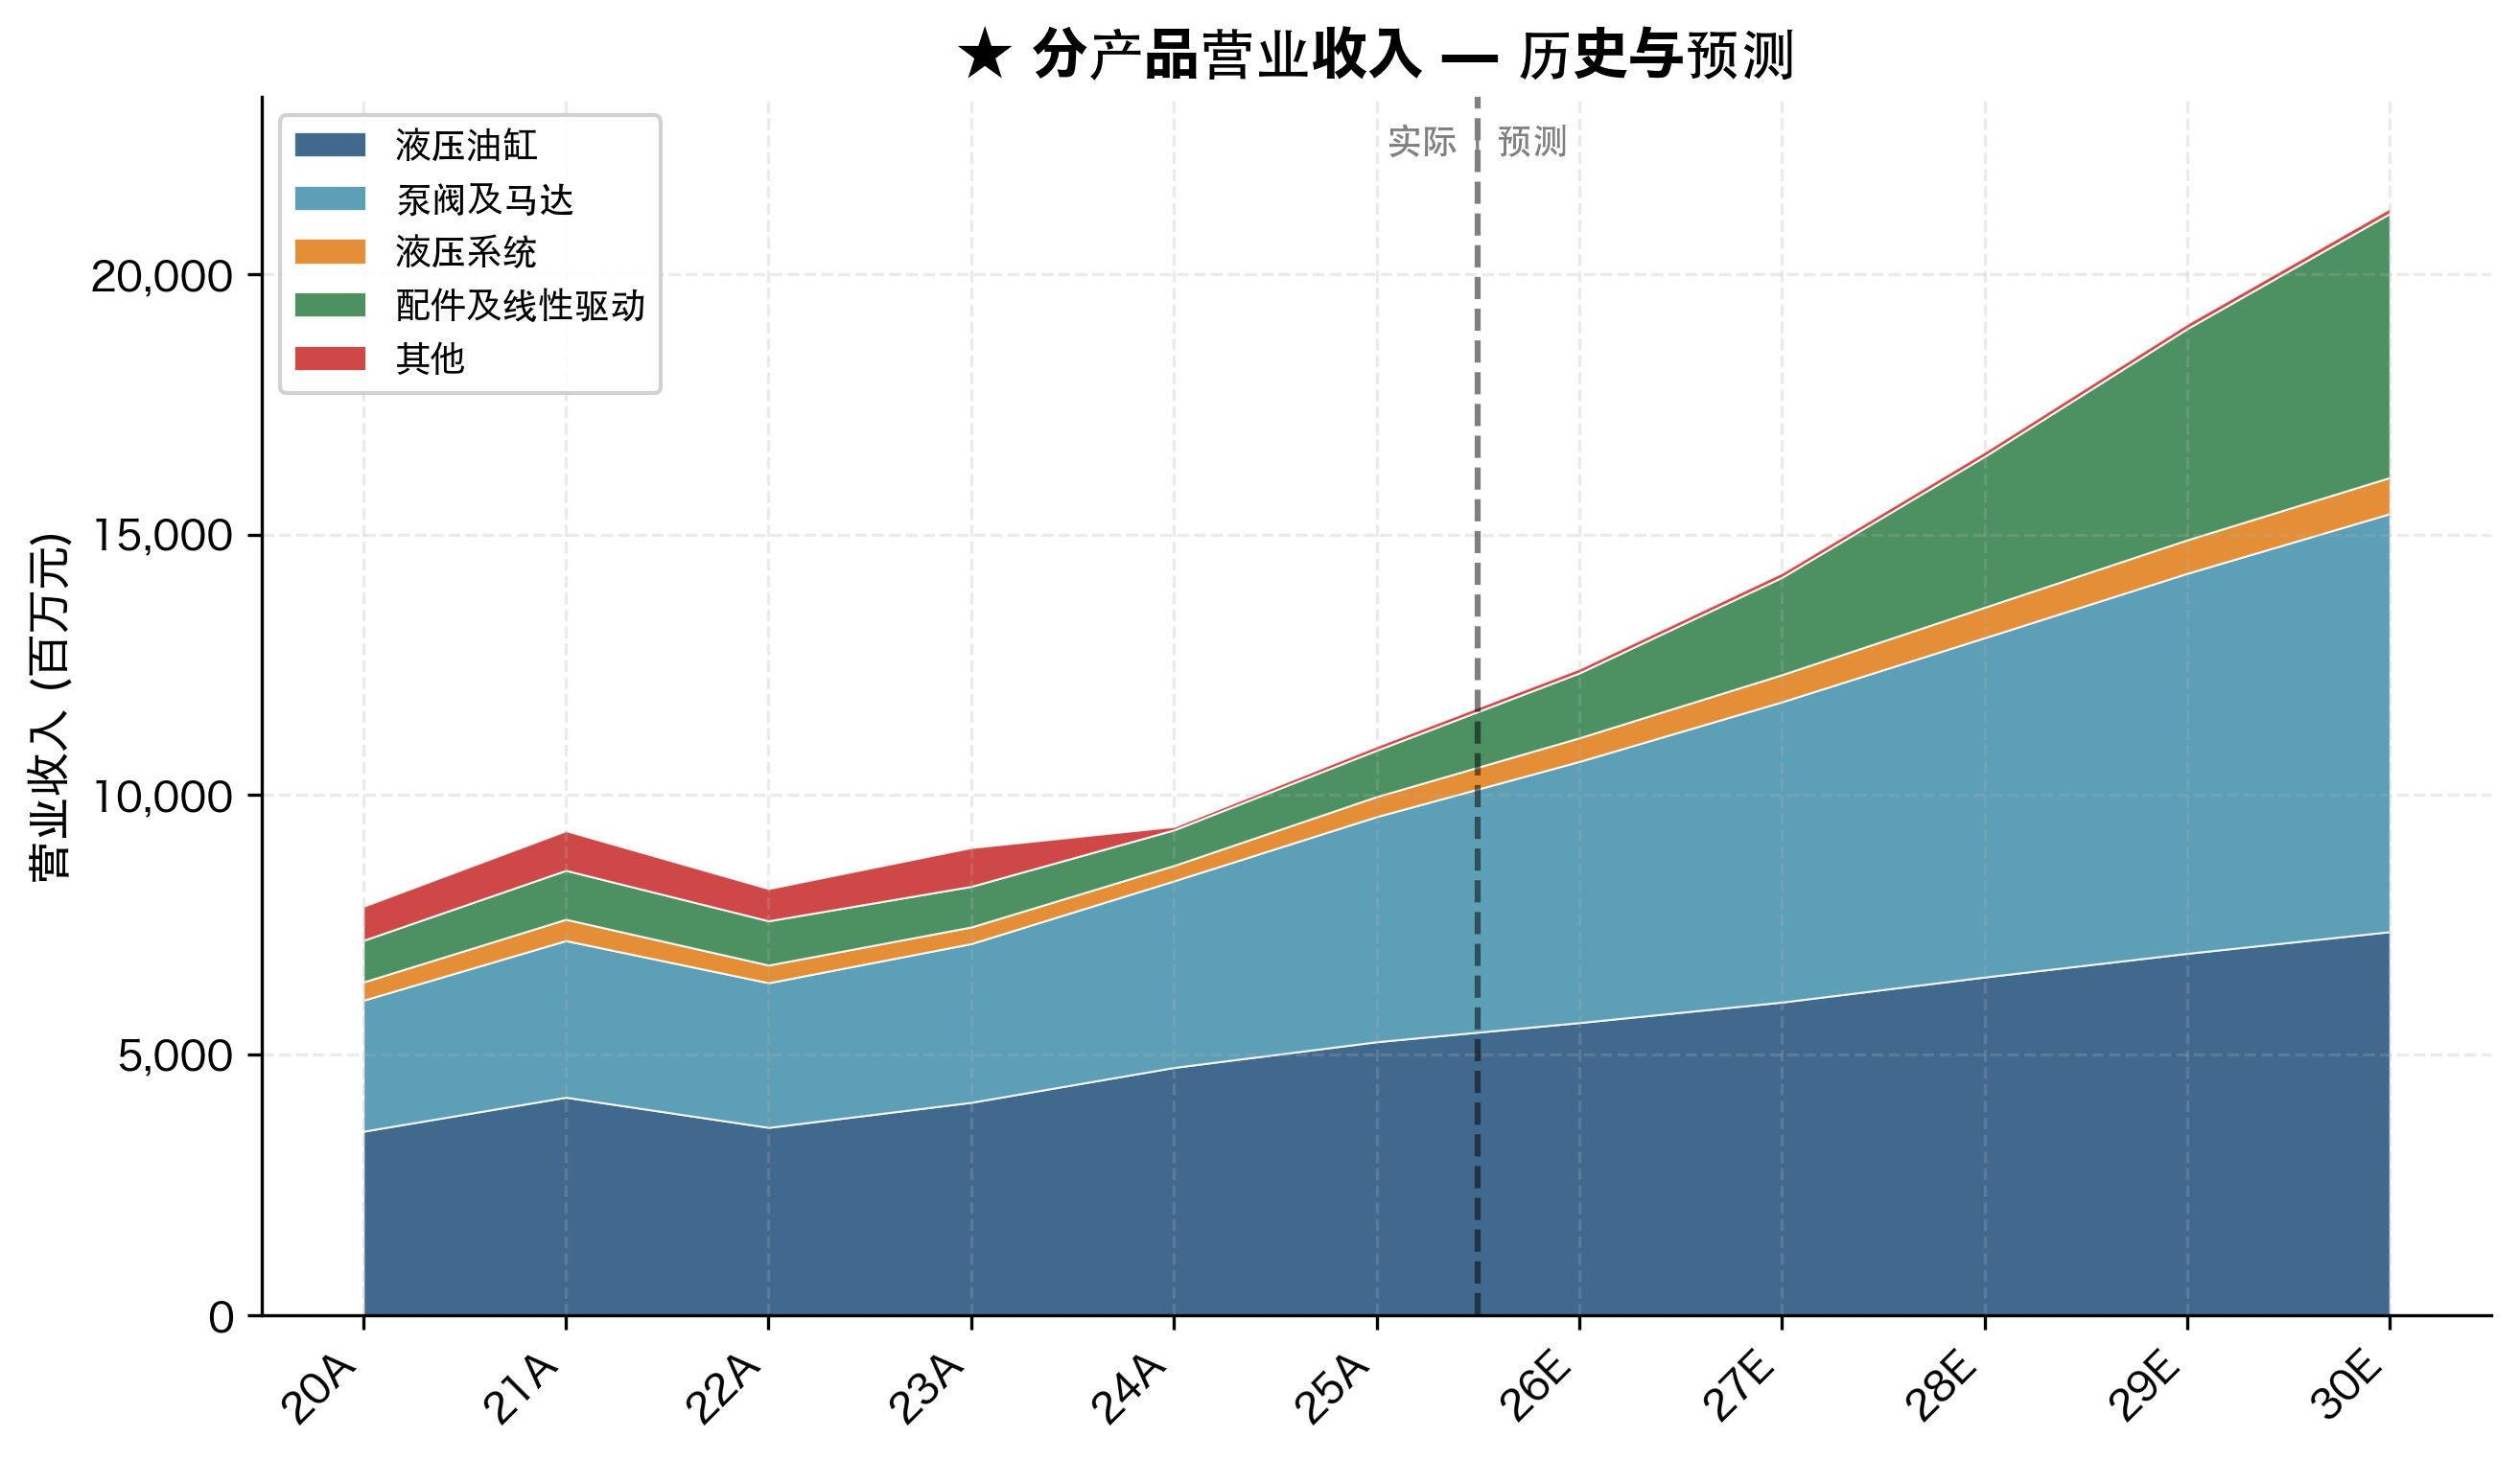 ★ 分产品营业收入 — 历史与预测
实际 | 预测
液压油缸
泵阀及马达
液压系统
配件及线性驱动
其他
营业收入 (百万元)
20,000
15,000
10,000
5,000
0
20A
21A
22A
23A
24A
25A
26E
27E
28E
29E
30E